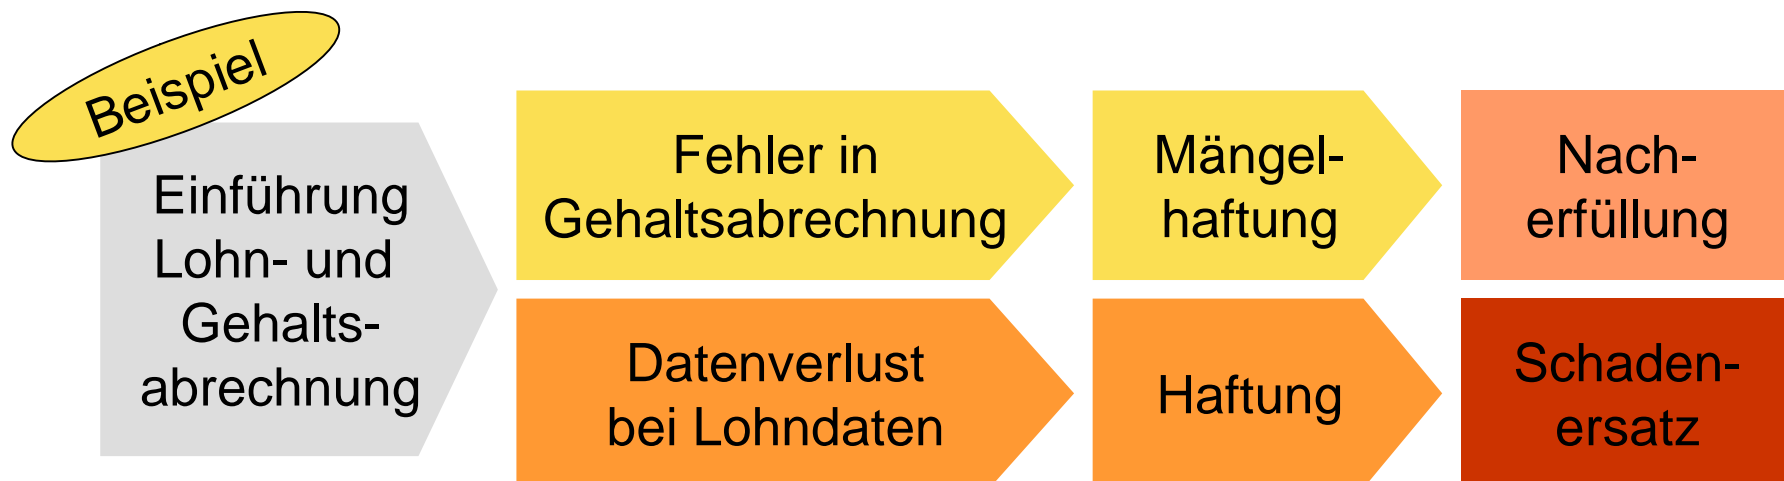 Beispiel
Einführung
Lohn- und
Gehalts-
abrechnung
Fehler in
Gehaltsabrechnung
Mängel-
haftung
Nach-
erfüllung
Datenverlust
bei Lohndaten
Haftung
Schaden-
ersatz